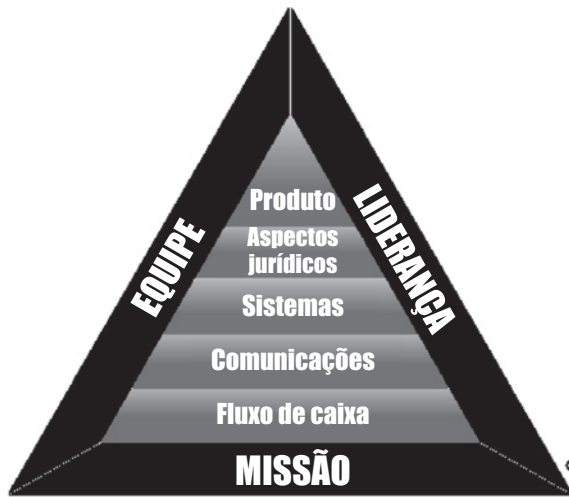 EQUIPE
LIDERANÇA
Produto
Aspectos
jurídicos
Sistemas
Comunicações
Fluxo de caixa
MISSÃO